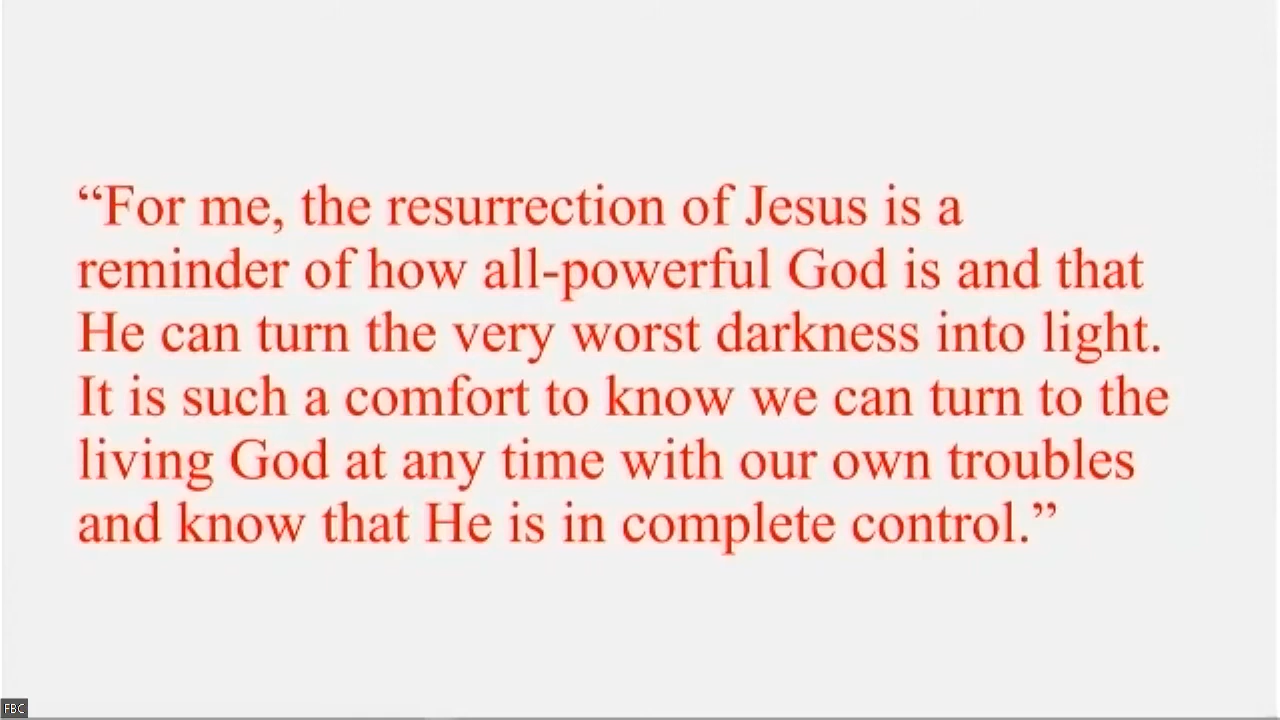 “For me, the resurrection of Jesus is a
reminder of how all-powerful God is and that
He can turn the very worst darkness into light.
It is such a comfort to know we can turn to the
living God at any time with our own troubles
and know that He is in complete control.”
FBC